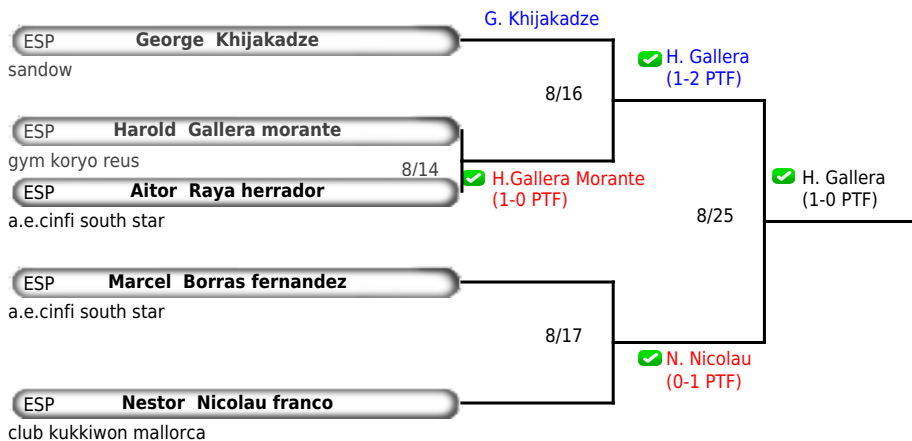 G. Khijakadze
ESP George Khijakadze
sandow
H. Gallera
(1-2 PTF)
8/16
ESP Harold Gallera morante
gym koryo reus
8/14
H.Gallera Morante
(1-0 PTF)
ESP Aitor Raya herrador
a.e.cinfi south star
H. Gallera
(1-0 PTF)
8/25
ESP Marcel Borras fernandez
a.e.cinfi south star
8/17
N. Nicolau
(0-1 PTF)
ESP Nestor Nicolau franco
club kukkiwon mallorca